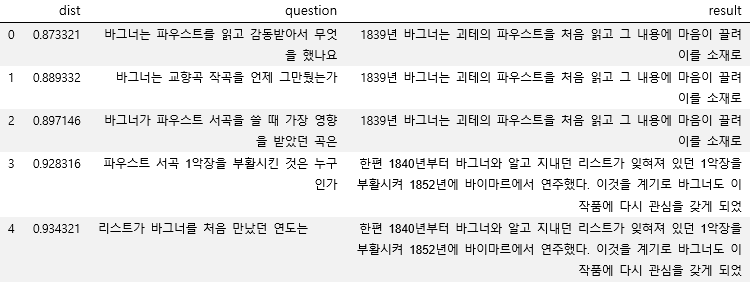 dist question result
0 0.873321 바그너는 파우스트를 읽고 감동받아서 무엇 1839년 바그너는 괴테의 파우스트를 처음 읽고 그 내용에 마음이 끌려
을 했나요 이를 소재로
1 0.889332 바그너는 교향곡 작곡을 언제 그만뒀는가 1839년 바그너는 괴테의 파우스트를 처음 읽고 그 내용에 마음이 끌려
이를 소재로
2 0.897146 바그너가 파우스트 서곡을 쓸 때 가장 영향 1839년 바그너는 괴테의 파우스트를 처음 읽고 그 내용에 마음이 끌려
을 받았던 곡은 이를 소재로
3 0.928316 파우스트 서곡 1악장을 부활시킨 것은 누구 한편 1840년부터 바그너와 알고 지내던 리스트가 잊혀져 있던 1악장을
인가 부활시켜 1852년에 바이마르에서 연주했다. 이것을 계기로 바그너도 이
작품에 다시 관심을 갖게 되었
4 0.934321 리스트가 바그너를 처음 만났던 연도는 한편 1840년부터 바그너와 알고 지내던 리스트가 잊혀져 있던 1악장을
부활시켜 1852년에 바이마르에서 연주했다. 이것을 계기로 바그너도 이
작품에 다시 관심을 갖게 되었